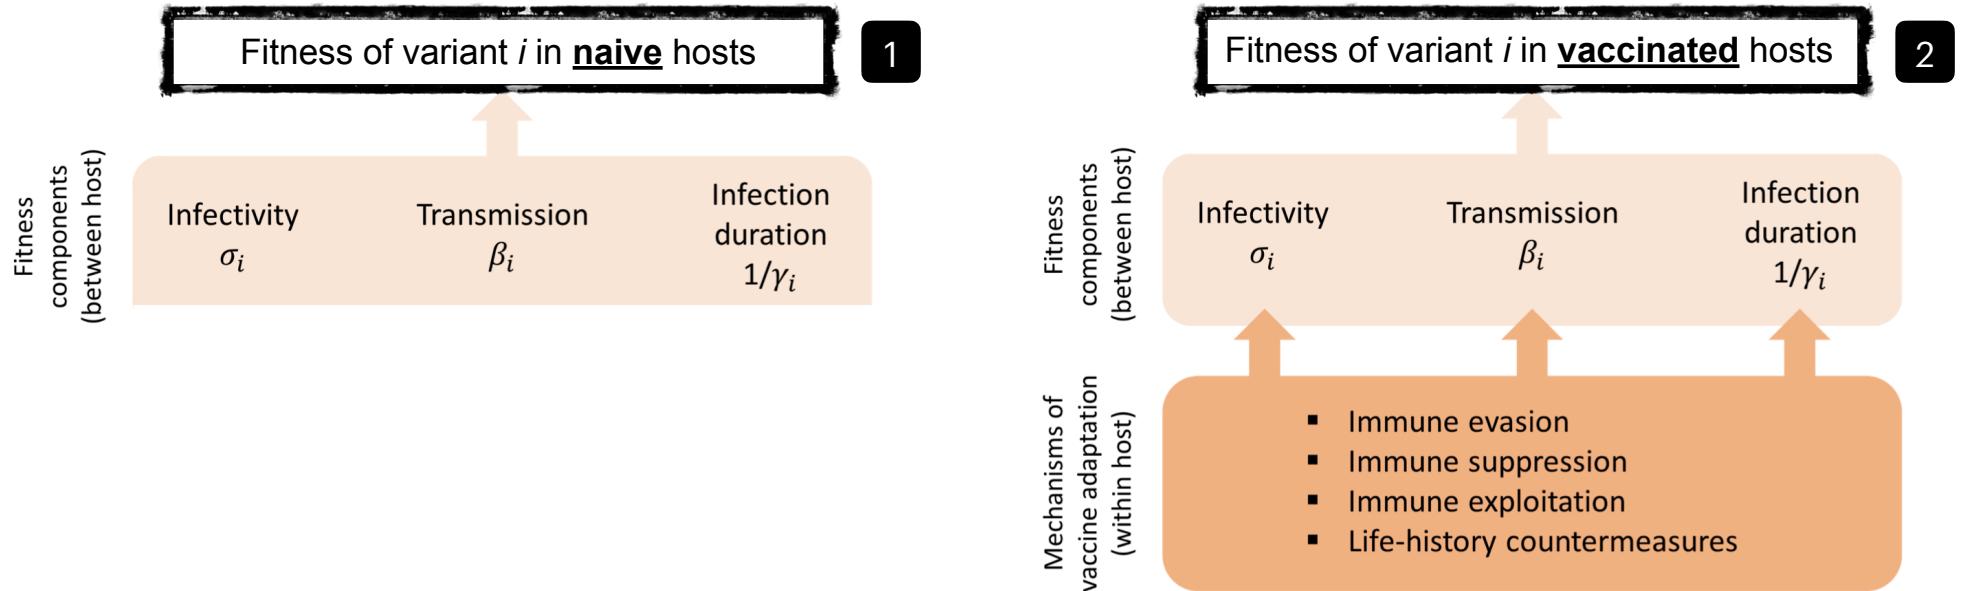 Fitness of variant i in naive hosts
1
Fitness
components
(between host)
Infectivity
σᵢ
Transmission
βᵢ
Infection
duration
1/γᵢ
Fitness of variant i in vaccinated hosts
2
Fitness
components
(between host)
Infectivity
σᵢ
Transmission
βᵢ
Infection
duration
1/γᵢ
Mechanisms of
vaccine adaptation
(within host)
▪ Immune evasion
▪ Immune suppression
▪ Immune exploitation
▪ Life-history countermeasures